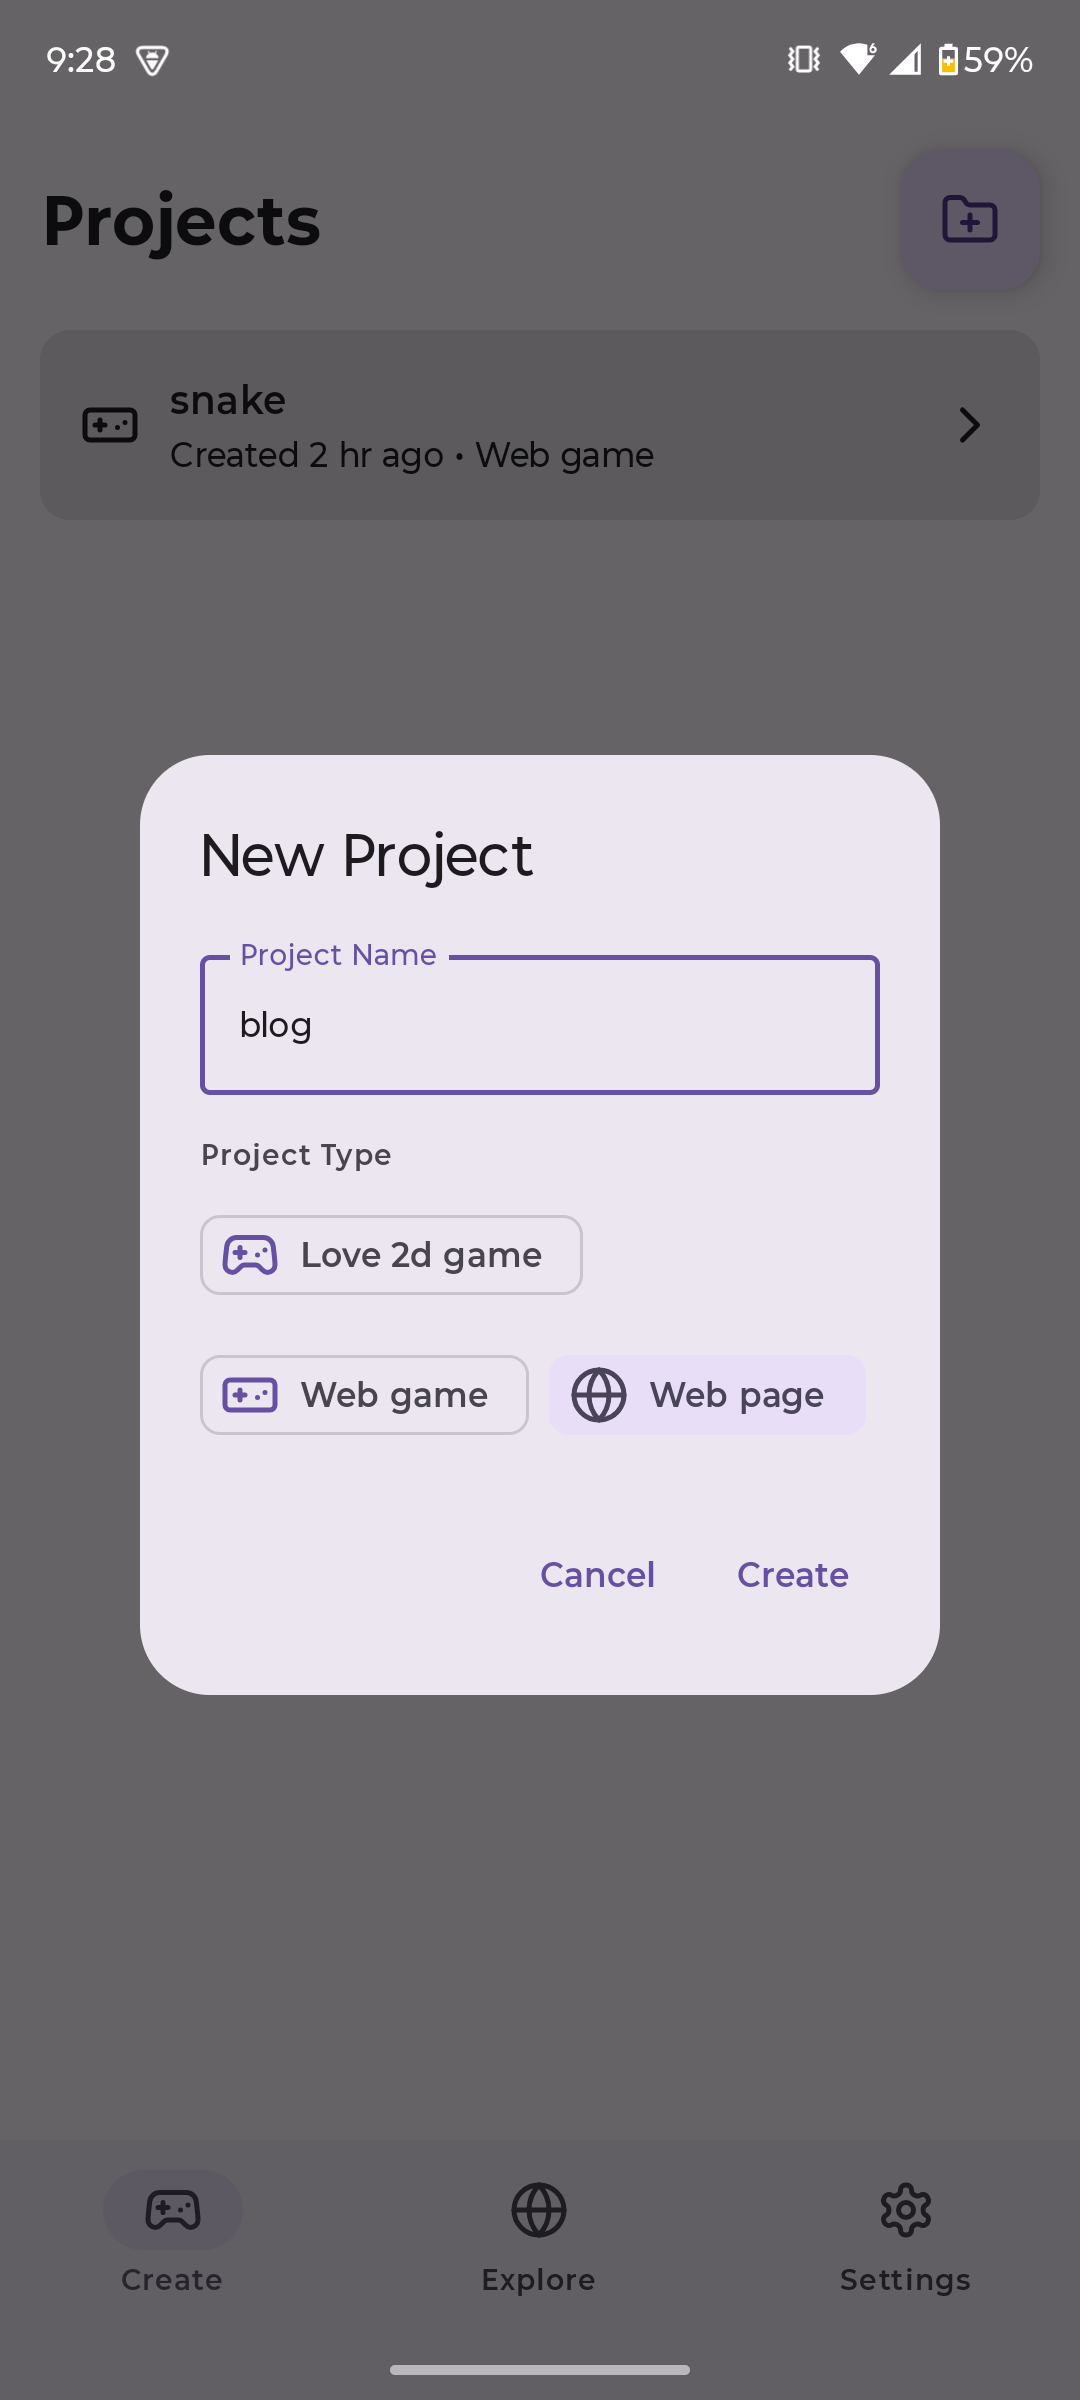 9:28
6
59%
Projects
snake
Created 2 hr ago • Web game
New Project
Project Name
blog
Project Type
Love 2d game
Web game
Web page
Cancel
Create
Create
Explore
Settings